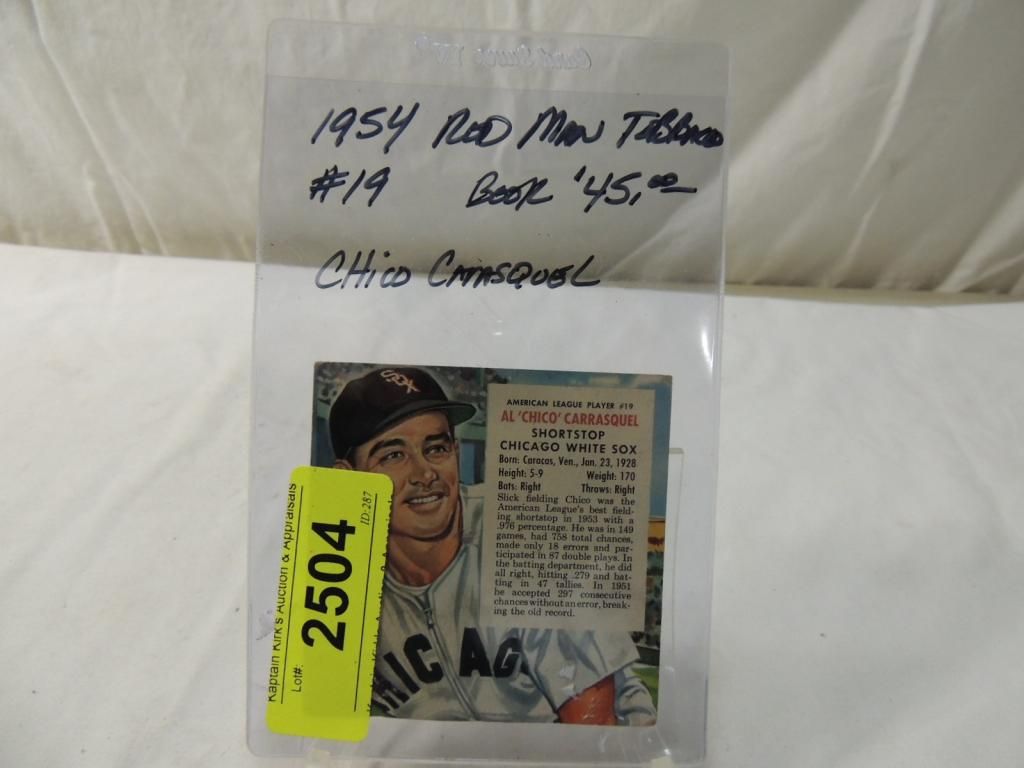 1954 RED MAN TOBBACO
#19 BOOK $45.00
CHICO CARASQUEL
SOX
AMERICAN LEAGUE PLAYER #19
AL 'CHICO' CARRASQUEL
SHORTSTOP
CHICAGO WHITE SOX
Born: Caracas, Ven., Jan. 23, 1928
Height: 5-9 Weight: 170
Bats: Right Throws: Right
Slick fielding Chico was the
American League's best field-
ing shortstop in 1953 with a
.976 percentage. He was in 149
games, had 758 total chances,
made only 18 errors and par-
ticipated in 87 double plays. In
the batting department, he did
all right, hitting .279 and bat-
ting in 47 tallies. In 1951
he accepted 297 consecutive
chances without an error, break-
ing the old record.
HICAG
Kaptain Kirk's Auction & Appraisals
Lot#:
2504
ID:287